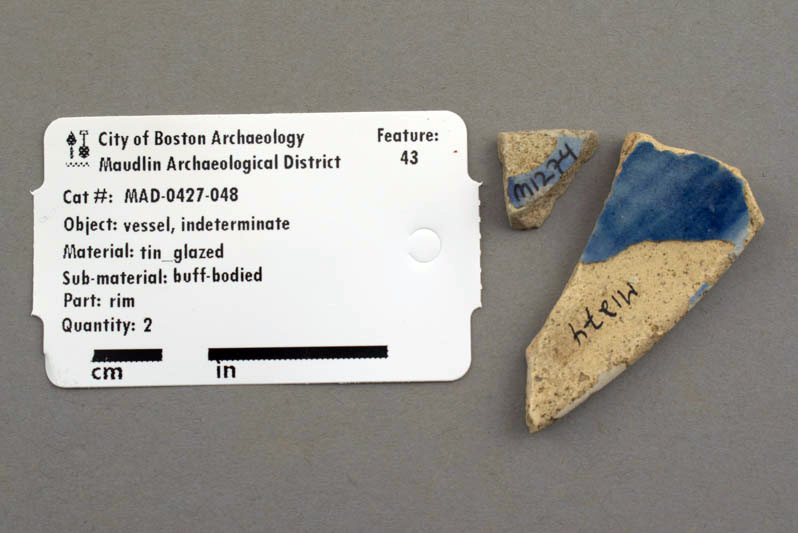 City of Boston Archaeology
Maudlin Archaeological District
Feature:
43
Cat #: MAD-0427-048
Object: vessel, indeterminate
Material: tin_glazed
Sub-material: buff-bodied
Part: rim
Quantity: 2
cm
in
M1274
M1274